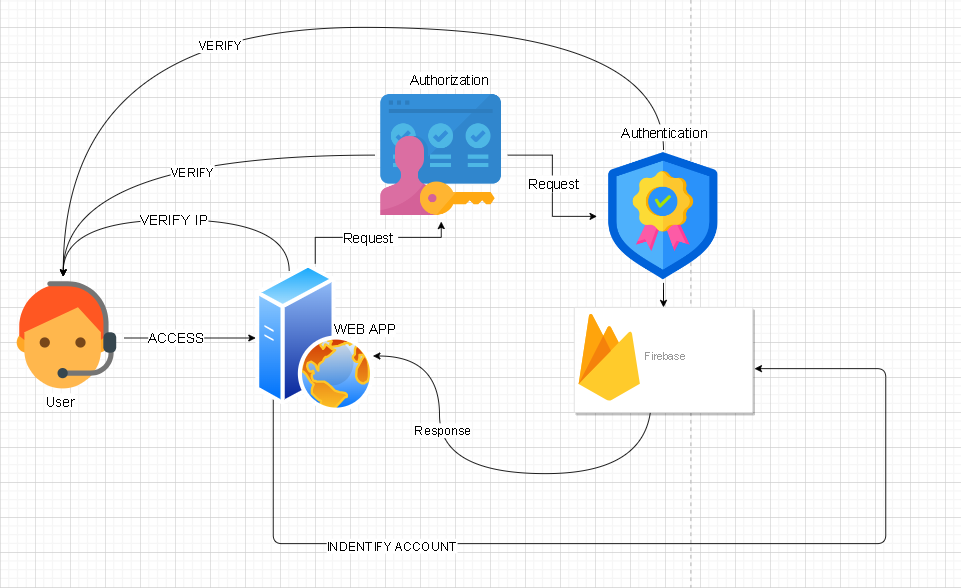 VERIFY
Authorization
Authentication
VERIFY
Request
VERIFY IP
Request
ACCESS
WEB APP
Firebase
User
Response
INDENTIFY ACCOUNT